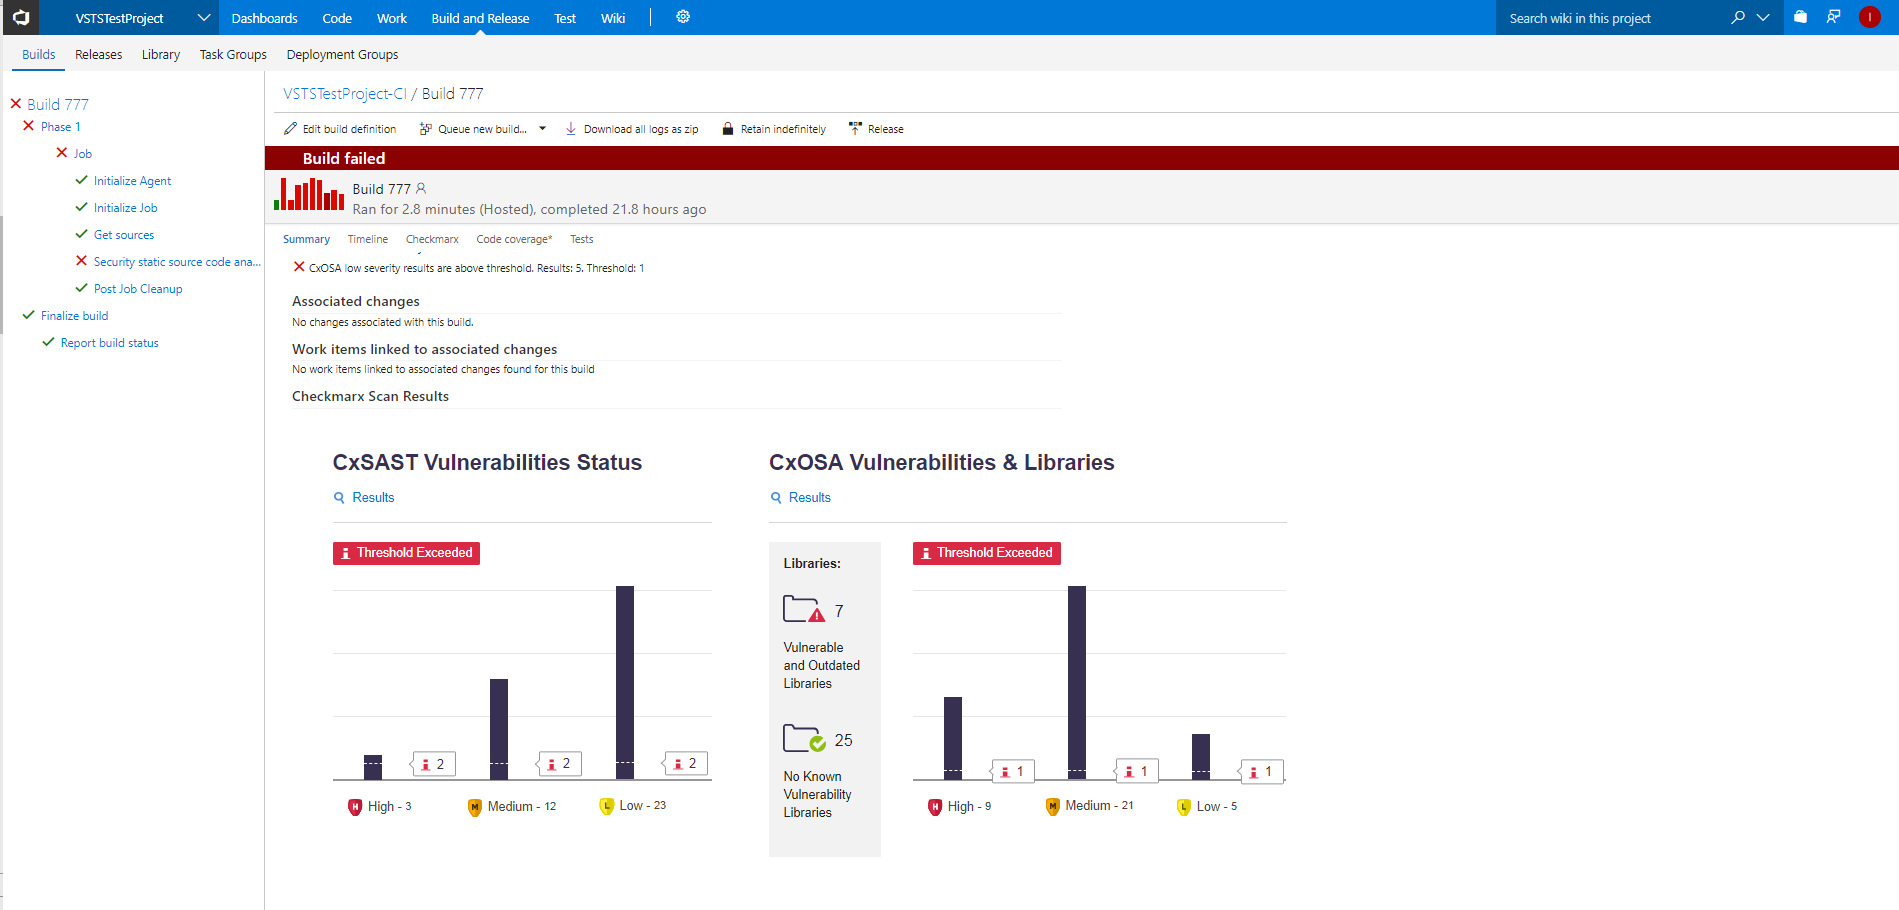 VSTSTestProject
Dashboards
Code
Work
Build and Release
Test
Wiki
Search wiki in this project
I
Builds
Releases
Library
Task Groups
Deployment Groups
Build 777
Phase 1
Job
Initialize Agent
Initialize Job
Get sources
Security static source code ana...
Post Job Cleanup
Finalize build
Report build status
VSTSTestProject-CI / Build 777
Edit build definition
Queue new build...
Download all logs as zip
Retain indefinitely
Release
Build failed
Build 777
Ran for 2.8 minutes (Hosted), completed 21.8 hours ago
Summary
Timeline
Checkmarx
Code coverage*
Tests
CxOSA low severity results are above threshold. Results: 5. Threshold: 1
Associated changes
No changes associated with this build.
Work items linked to associated changes
No work items linked to associated changes found for this build
Checkmarx Scan Results
CxSAST Vulnerabilities Status
Results
Threshold Exceeded
2
2
2
H High - 3
M Medium - 12
L Low - 23
CxOSA Vulnerabilities & Libraries
Results
Libraries:
7
Vulnerable
and Outdated
Libraries
25
No Known
Vulnerability
Libraries
Threshold Exceeded
1
1
1
H High - 9
M Medium - 21
L Low - 5